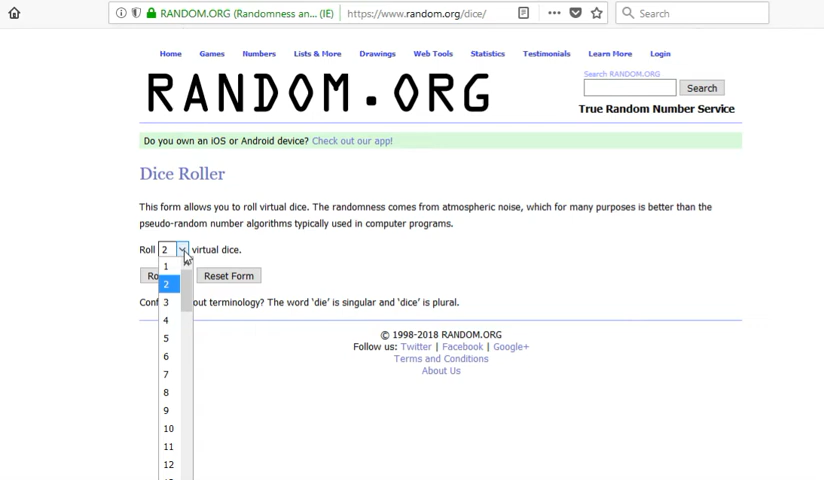 RANDOM.ORG (Randomness an... (IE) https://www.random.org/dice/ Search
Home Games Numbers Lists & More Drawings Web Tools Statistics Testimonials Learn More Login
RANDOM.ORG
Search RANDOM.ORG
Search
True Random Number Service
Do you own an iOS or Android device? Check out our app!
Dice Roller
This form allows you to roll virtual dice. The randomness comes from atmospheric noise, which for many purposes is better than the
pseudo-random number algorithms typically used in computer programs.
Roll 2 virtual dice.
1
Reset Form
2
3
about terminology? The word 'die' is singular and 'dice' is plural.
4
5
6
7
8
9
10
11
12
© 1998-2018 RANDOM.ORG
Follow us: Twitter | Facebook | Google+
Terms and Conditions
About Us